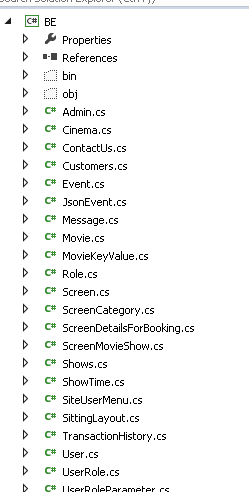 BE
Properties
References
bin
obj
Admin.cs
Cinema.cs
ContactUs.cs
Customers.cs
Event.cs
JsonEvent.cs
Message.cs
Movie.cs
MovieKeyValue.cs
Role.cs
Screen.cs
ScreenCategory.cs
ScreenDetailsForBooking.cs
ScreenMovieShow.cs
Shows.cs
ShowTime.cs
SiteUserMenu.cs
SittingLayout.cs
TransactionHistory.cs
User.cs
UserRole.cs
UserRoleParameter.cs